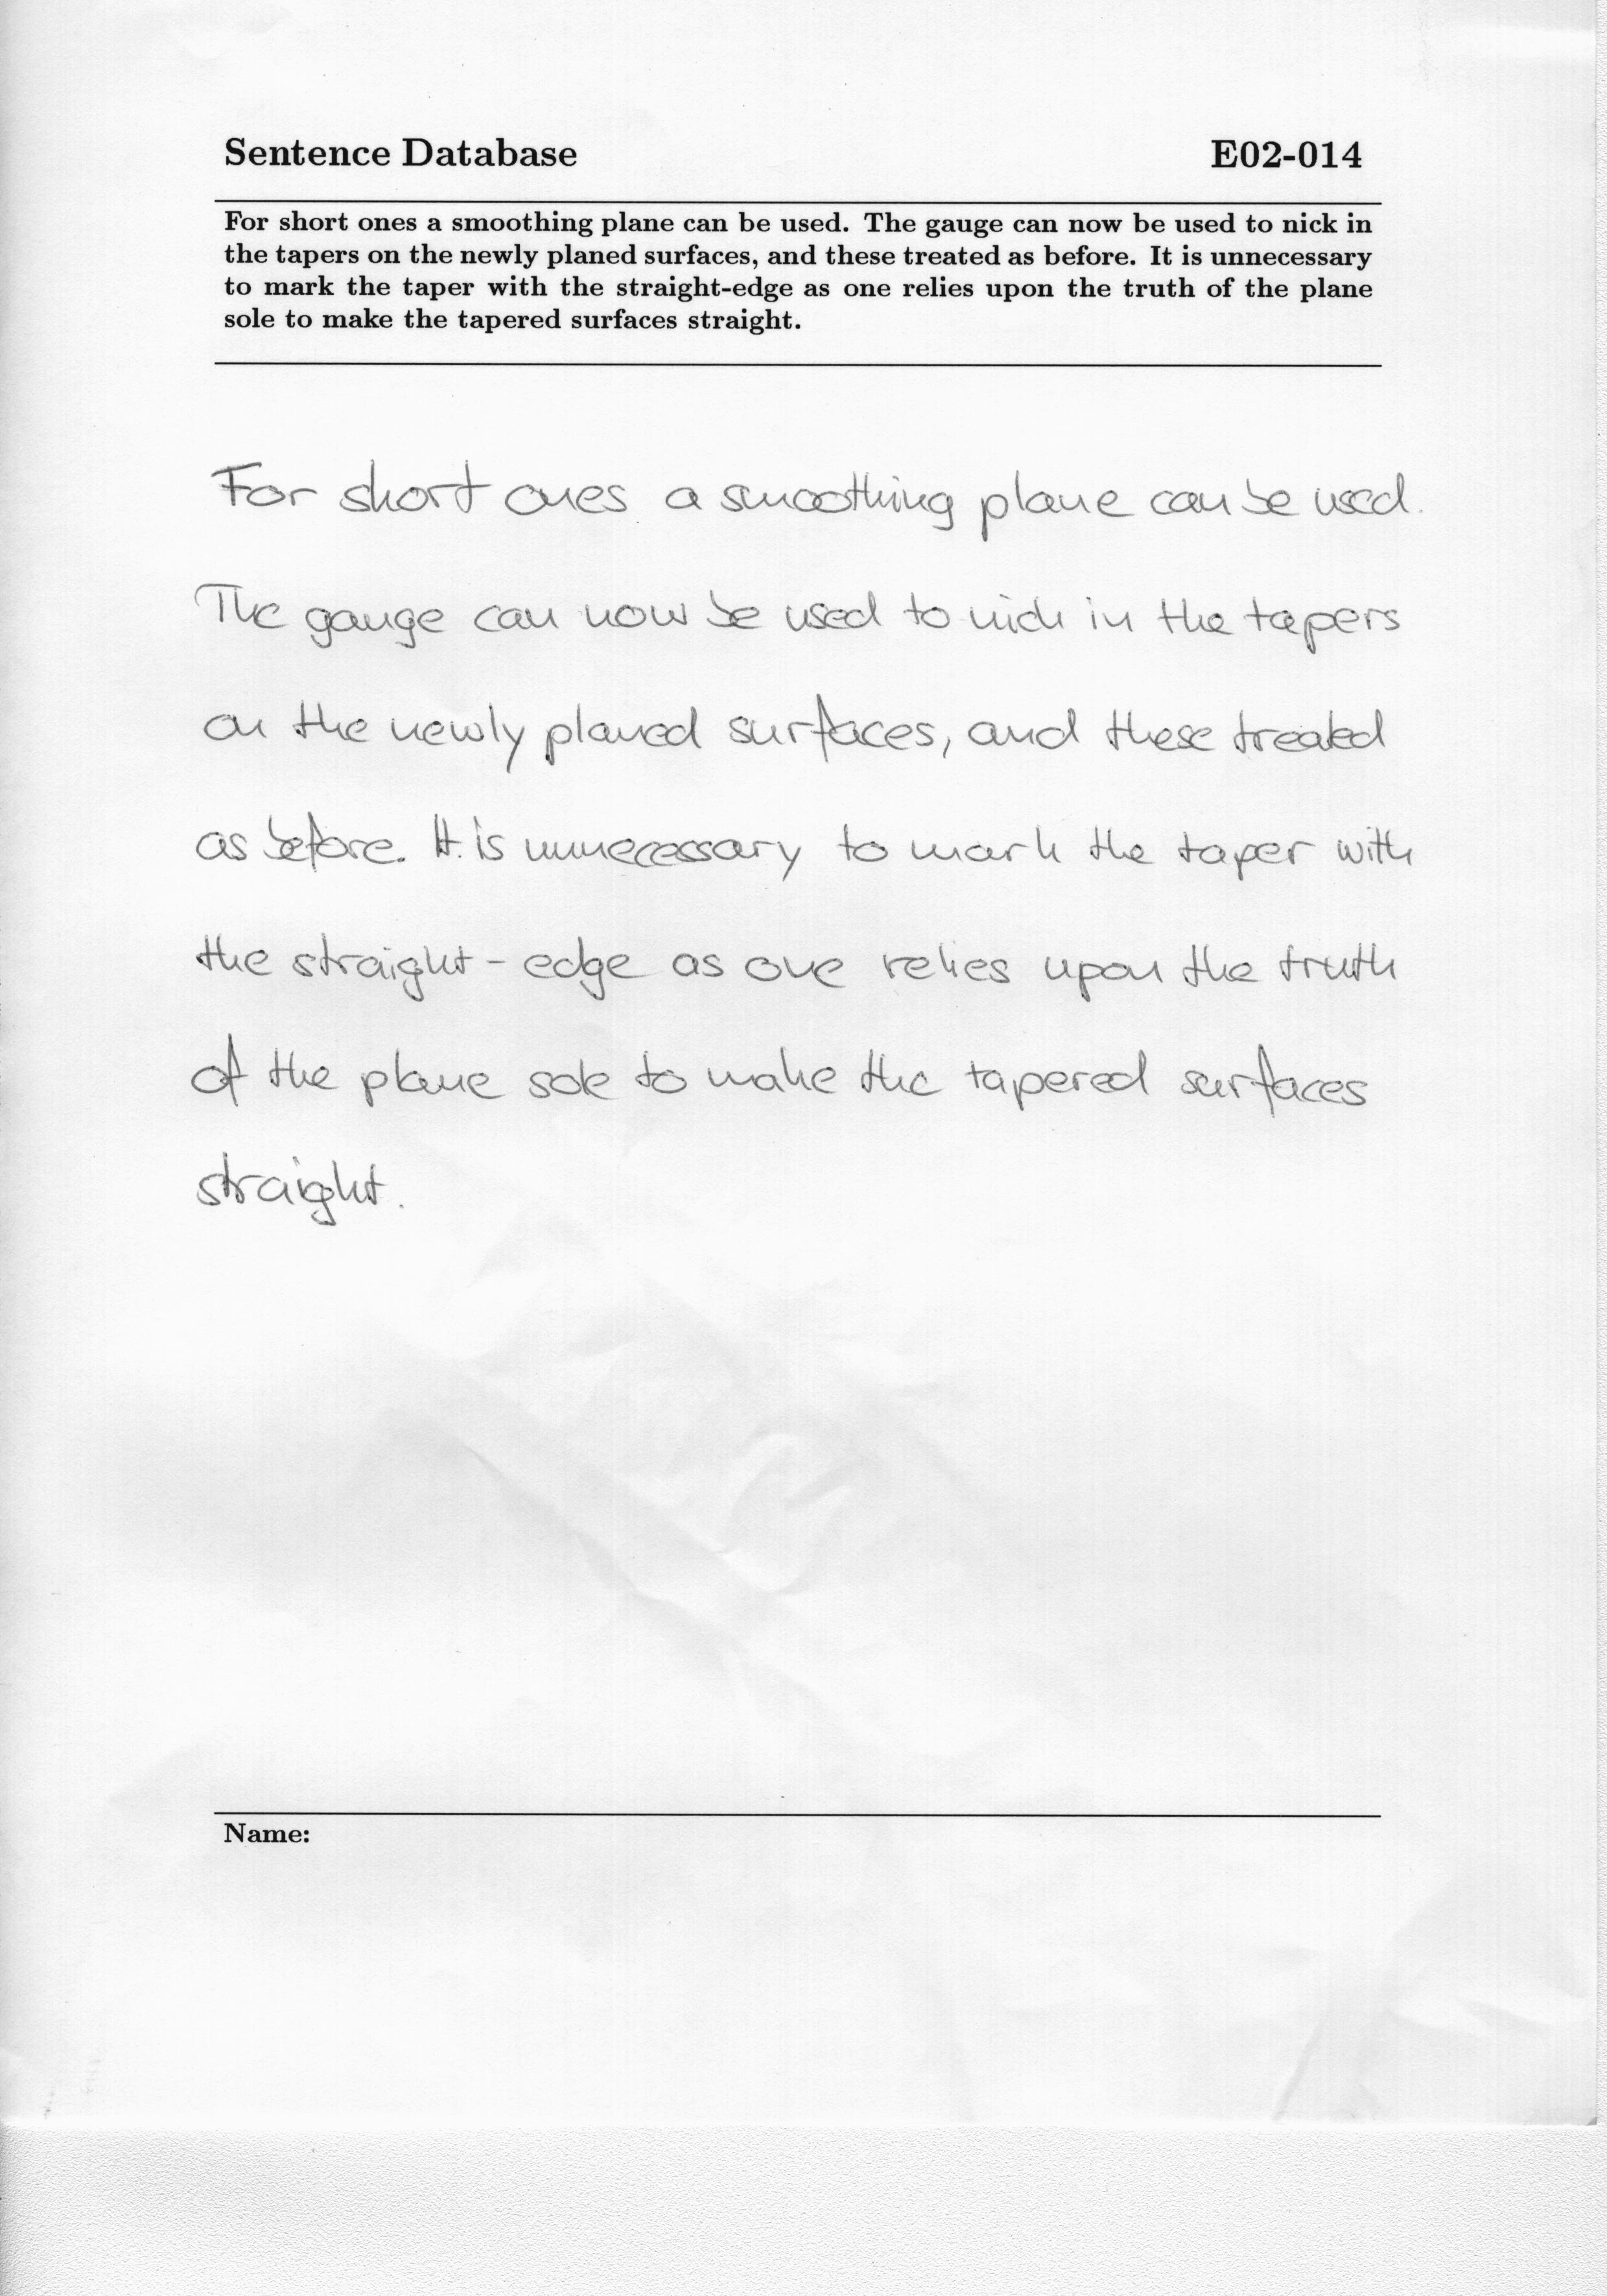 Sentence Database E02-014
For short ones a smoothing plane can be used. The gauge can now be used to nick in
the tapers on the newly planed surfaces, and these treated as before. It is unnecessary
to mark the taper with the straight-edge as one relies upon the truth of the plane
sole to make the tapered surfaces straight.
For short ones a smoothing plane can be used.
The gauge can now be used to nick in the tapers
on the newly planed surfaces, and these treated
as before. It is unnecessary to mark the taper with
the straight-edge as one relies upon the truth
of the plane sole to make the tapered surfaces
straight.
Name: